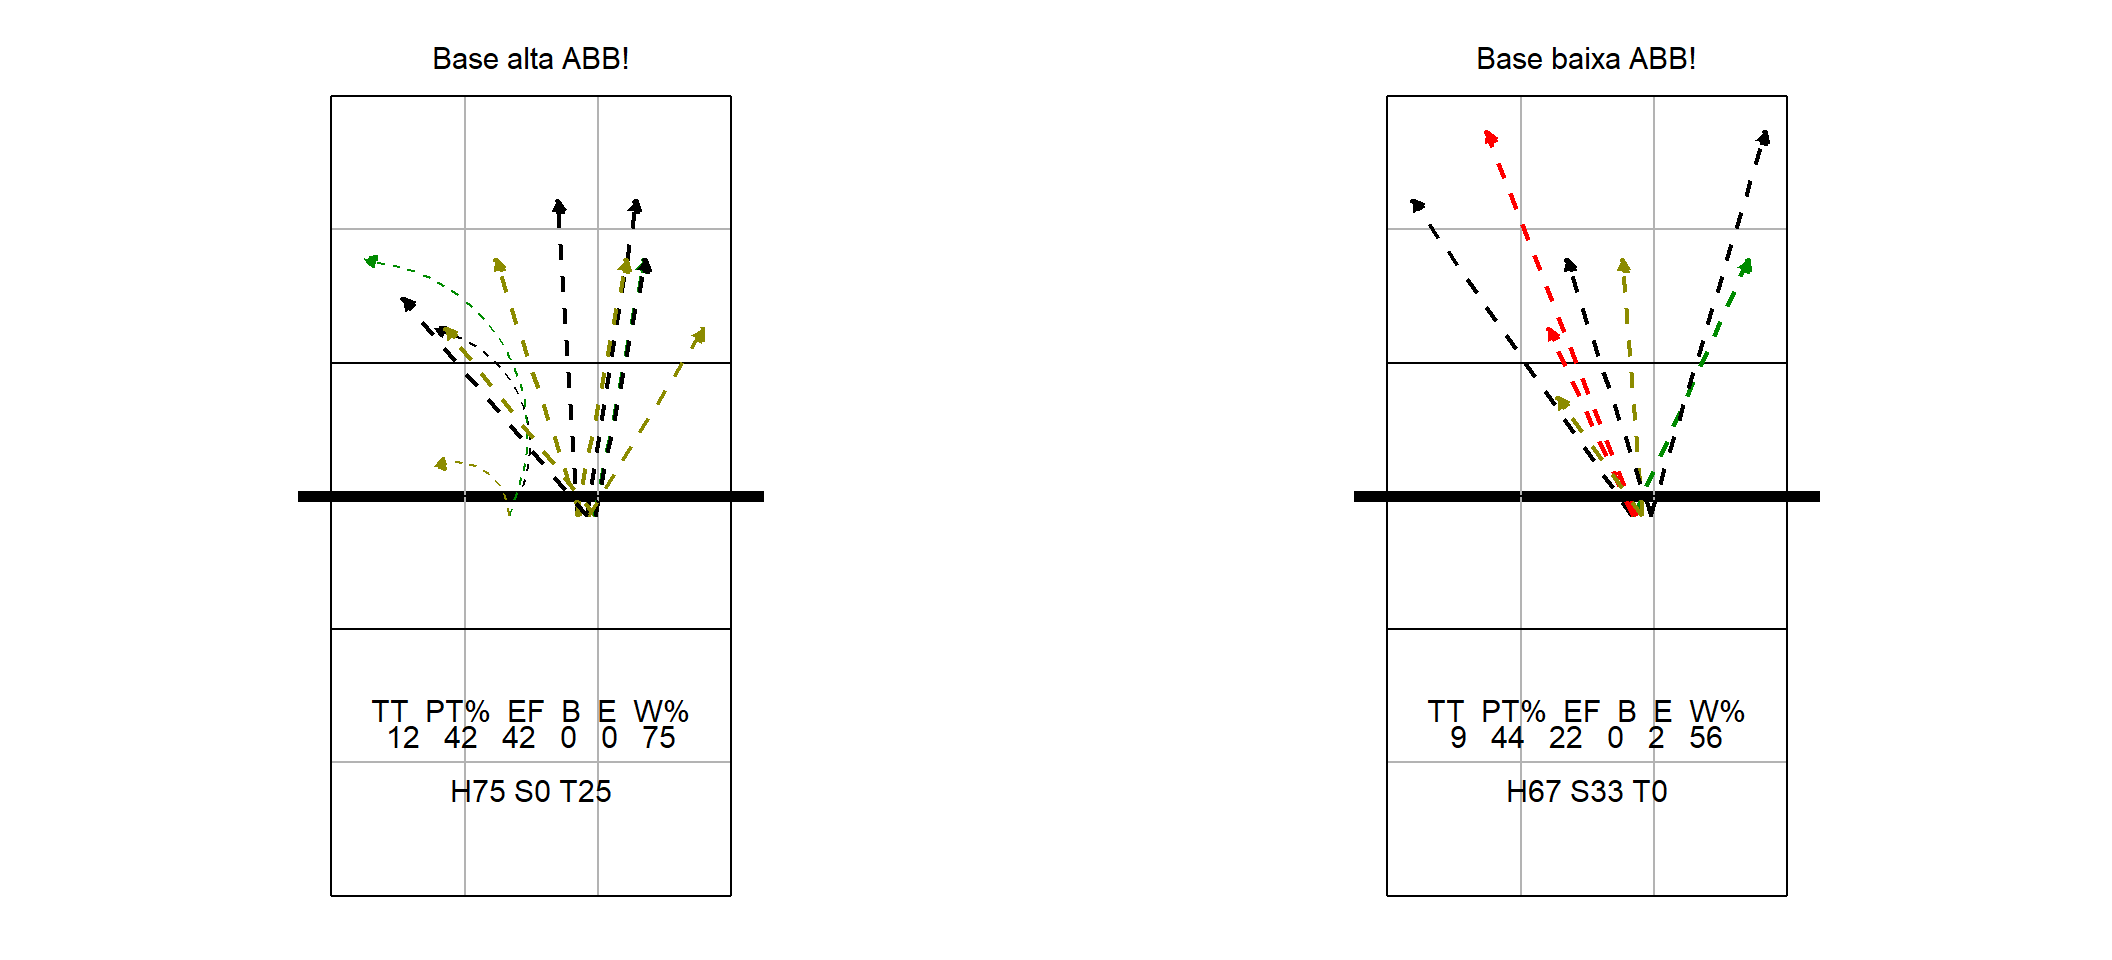 Base alta ABB!
TT PT% EF B E W%
12 42 42 0 0 75
H75 S0 T25
Base baixa ABB!
TT PT% EF B E W%
9 44 22 0 2 56
H67 S33 T0